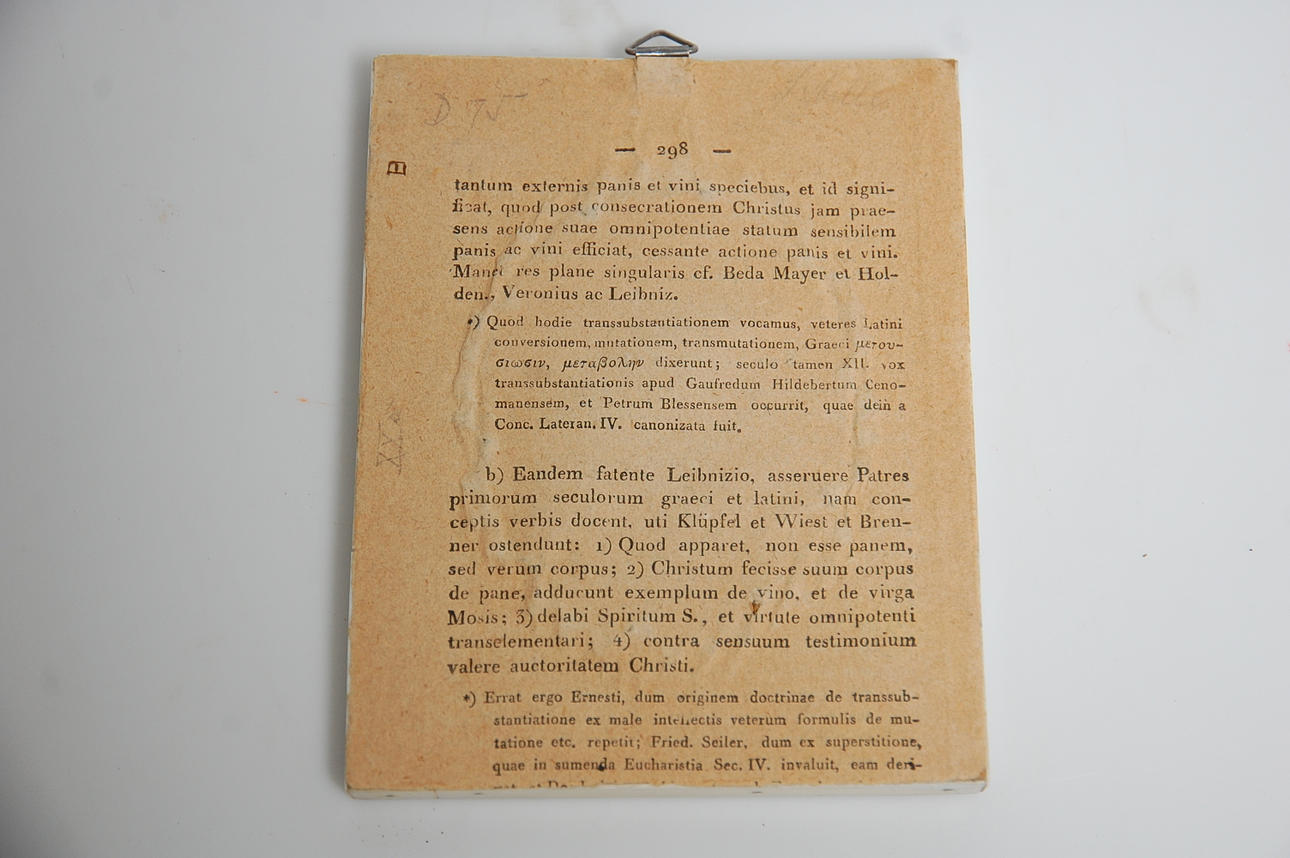 D
— 298 —
tantum externis panis et vini speciebus, et id signi-
ficat, quod post consecrationem Christus jam prae-
sens actione suae omnipotentiae statum sensibilem
panis ac vini efficiat, cessante actione panis et vini.
Manet res plane singularis cf. Beda Mayer et Hol-
den., Veronius ac Leibniz.
*) Quod hodie transsubstantiationem vocamus, veteres Latini
conversionem, mutationem, transmutationem, Graeci μετου-
σιωσιν, μεταβολην dixerunt; seculo tamen XII. vox
transsubstantiationis apud Gaufredum Hildebertum Ceno-
manensem, et Petrum Blessensem occurrit, quae dein a
Conc. Lateran. IV. canonizata fuit.
b) Eandem fatente Leibnizio, asseruere Patres
primorum seculorum graeci et latini, nam con-
ceptis verbis docent, uti Klüpfel et Wiest et Bren-
ner ostendunt: 1) Quod apparet, non esse panem,
sed verum corpus; 2) Christum fecisse suum corpus
de pane, adducunt exemplum de vino, et de virga
Mosis; 3) delabi Spiritum S., et virtute omnipotenti
transelementari; 4) contra sensuum testimonium
valere auctoritatem Christi.
*) Errat ergo Ernesti, dum originem doctrinae de transsub-
stantiatione ex male intellectis veterum formulis de mu-
tatione etc. repetit; Fried. Seiler, dum ex superstitione,
quae in sumenda Eucharistia Sec. IV. invaluit, eam deri-